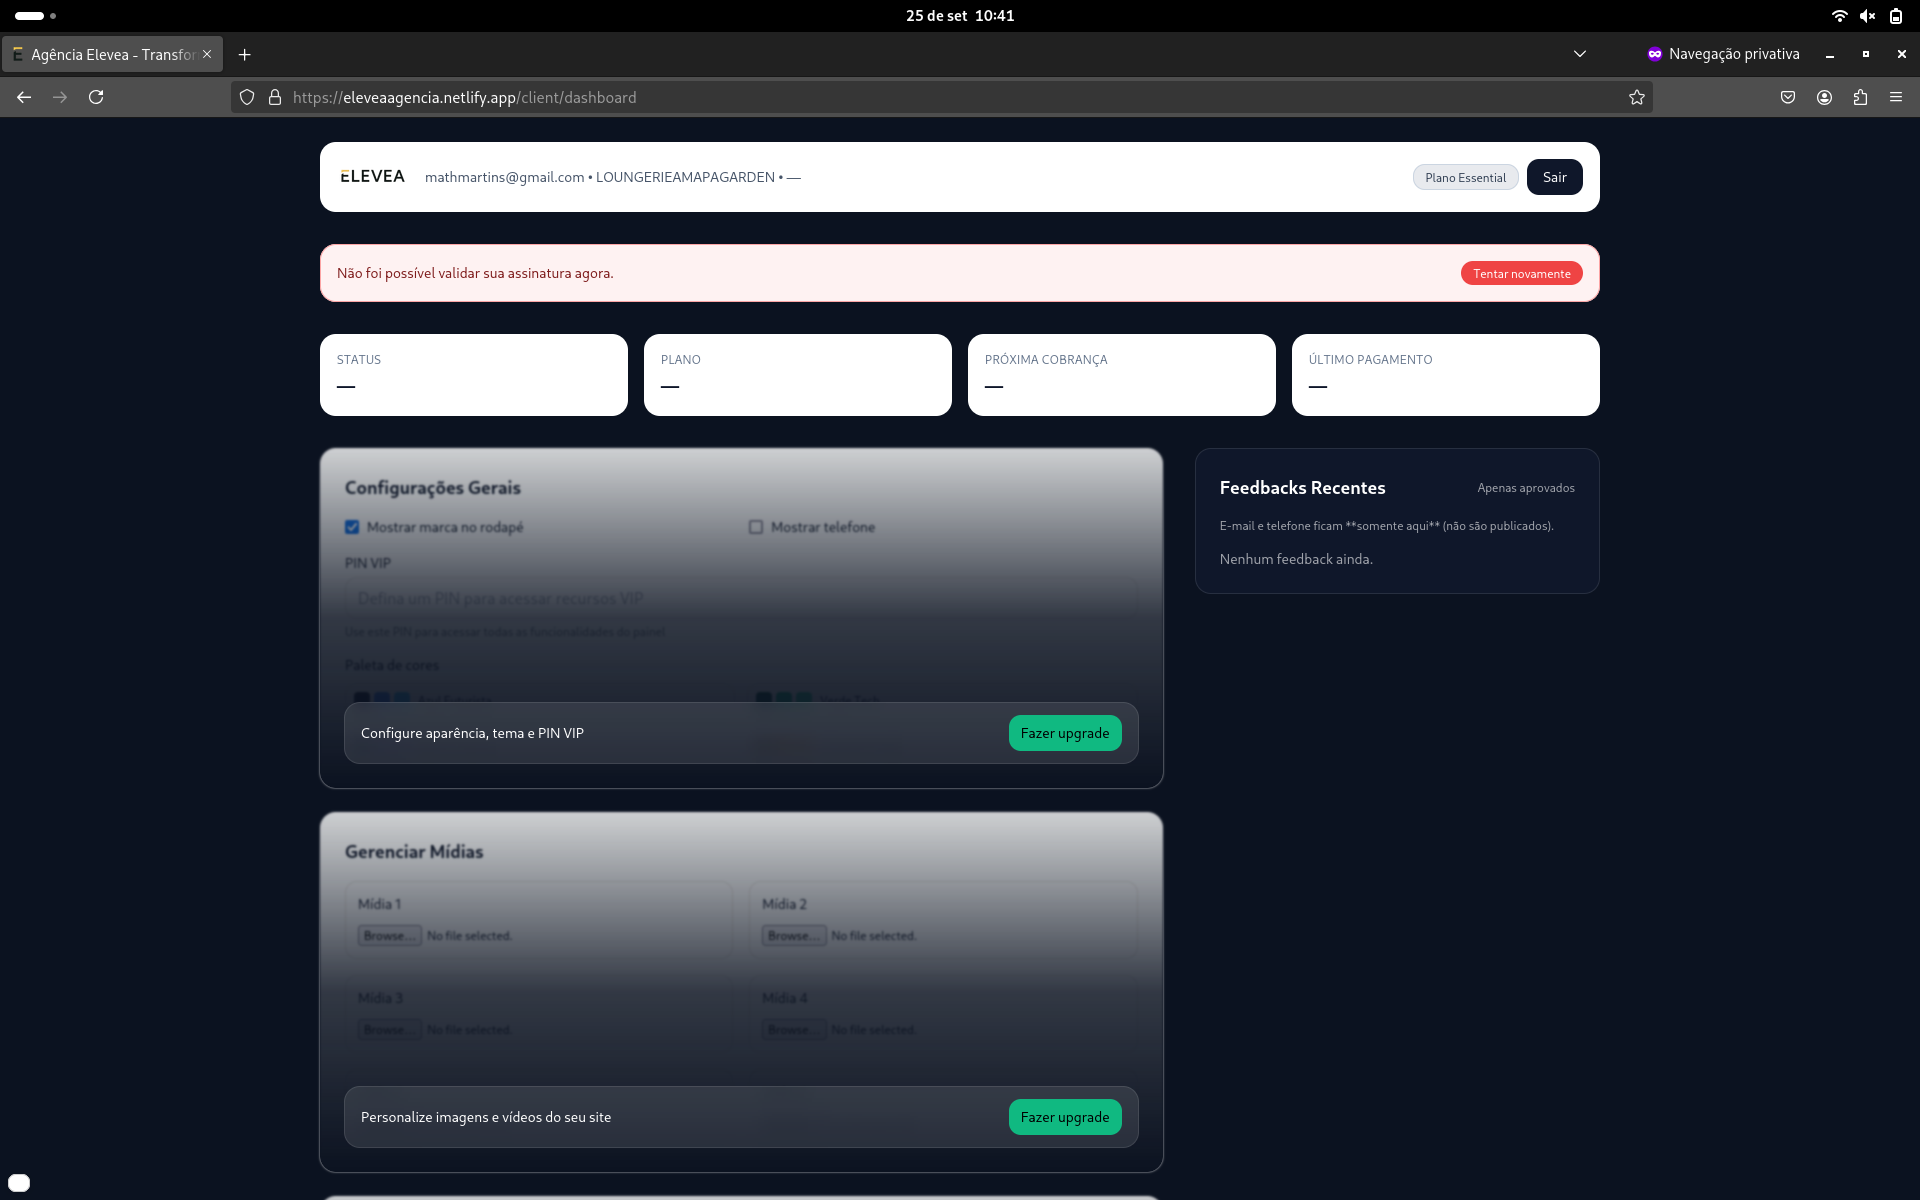 25 de set 10:41
Agência Elevea - Transfor
Navegação privativa
https://eleveaagencia.netlify.app/client/dashboard
ELEVEA
mathmartins@gmail.com • LOUNGERIEAMAPAGARDEN • —
Plano Essential
Sair
Não foi possível validar sua assinatura agora.
Tentar novamente
STATUS
—
PLANO
—
PRÓXIMA COBRANÇA
—
ÚLTIMO PAGAMENTO
—
Configurações Gerais
Mostrar marca no rodapé
Mostrar telefone
PIN VIP
Defina um PIN para acessar recursos VIP
Use este PIN para acessar todas as funcionalidades do painel
Paleta de cores
Configure aparência, tema e PIN VIP
Fazer upgrade
Feedbacks Recentes
Apenas aprovados
E-mail e telefone ficam **somente aqui** (não são publicados).
Nenhum feedback ainda.
Gerenciar Mídias
Mídia 1
Browse... No file selected.
Mídia 2
Browse... No file selected.
Mídia 3
Browse... No file selected.
Mídia 4
Browse... No file selected.
Personalize imagens e vídeos do seu site
Fazer upgrade